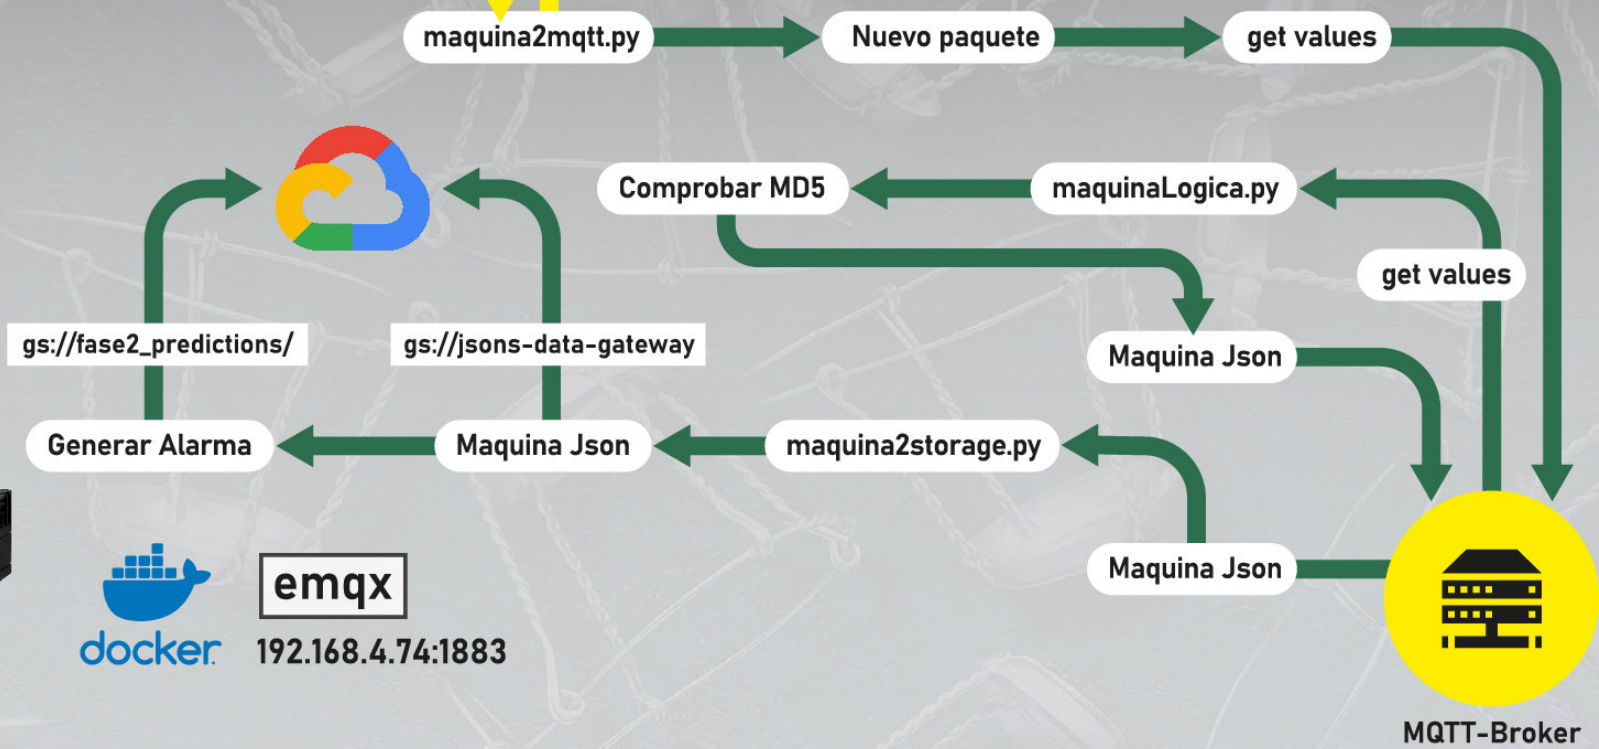 maquina2mqtt.py
Nuevo paquete
get values
Comprobar MD5
maquinaLogica.py
get values
gs://fase2_predictions/
gs://jsons-data-gateway
Maquina Json
Generar Alarma
Maquina Json
maquina2storage.py
Maquina Json
docker
emqx
192.168.4.74:1883
MQTT-Broker